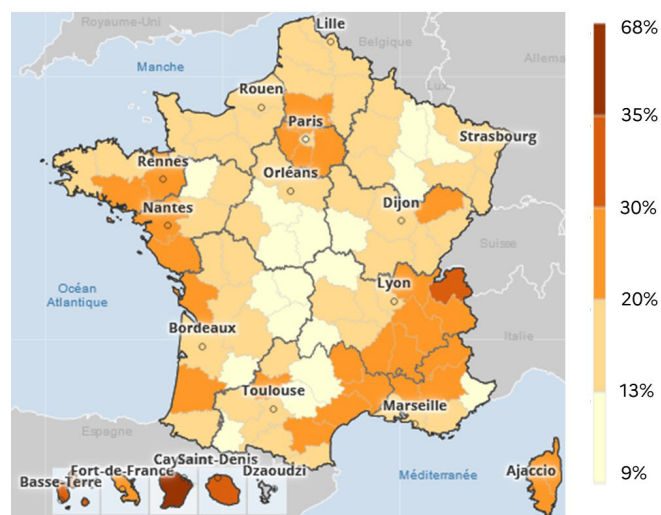 Royaume-Uni
Lille
Belgique
68%
Manche
Allema
Lux
Rouen
35%
Paris
Strasbourg
Rennes
Orléans
Nantes
Dijon
30%
Suisse
Océan
Atlantique
Lyon
20%
Bordeaux
Italie
Toulouse
Marseille
13%
Espagne
Cay
Saint-Denis
Fort-de-France
Dzaoudzi
Basse-Terre
Méditerranée
Ajaccio
9%